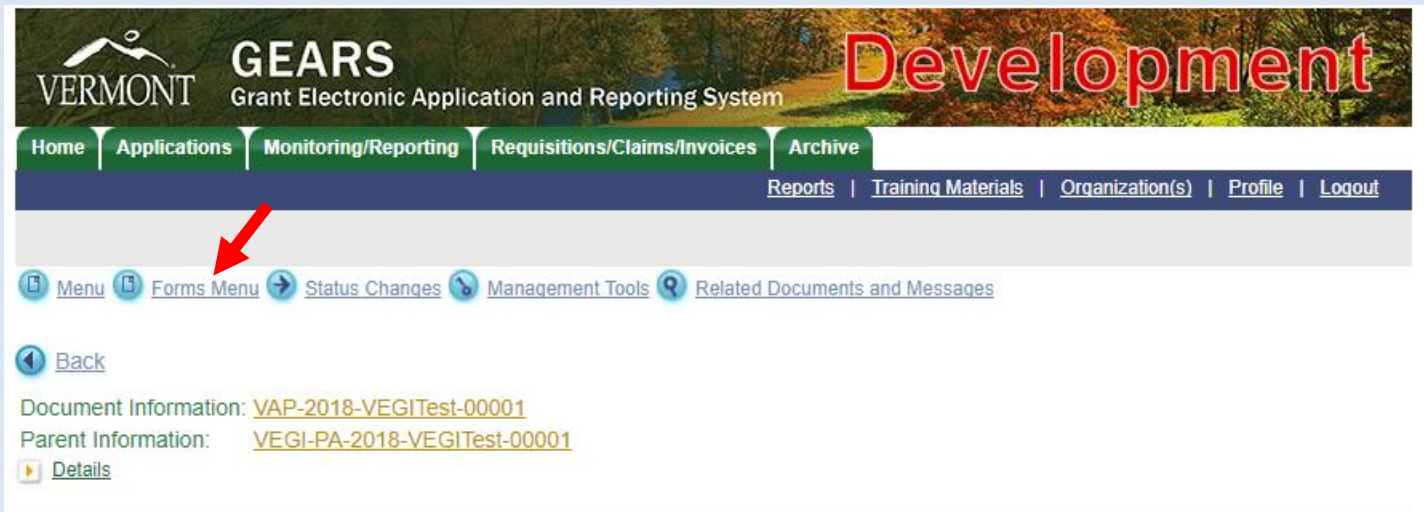 VERMONT GEARS Development
Grant Electronic Application and Reporting System
Home Applications Monitoring/Reporting Requisitions/Claims/Invoices Archive
Reports | Training Materials | Organization(s) | Profile | Logout
Menu Forms Menu Status Changes Management Tools Related Documents and Messages
Back
Document Information: VAP-2018-VEGITest-00001
Parent Information: VEGI-PA-2018-VEGITest-00001
Details